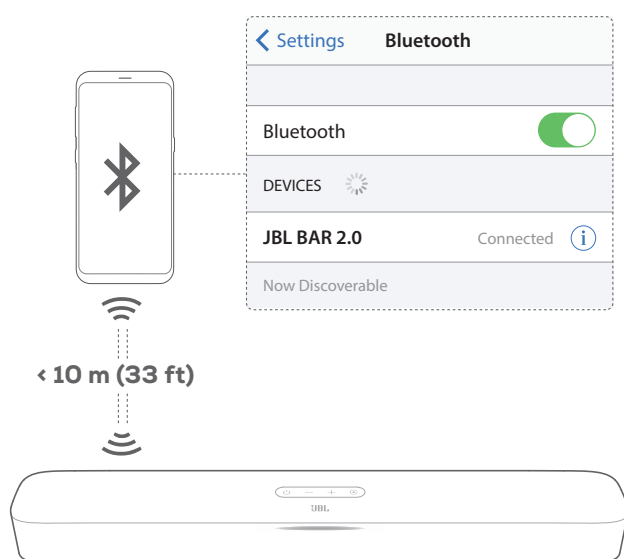 Settings Bluetooth
Bluetooth
DEVICES
JBL BAR 2.0 Connected i
Now Discoverable
< 10 m (33 ft)
JBL